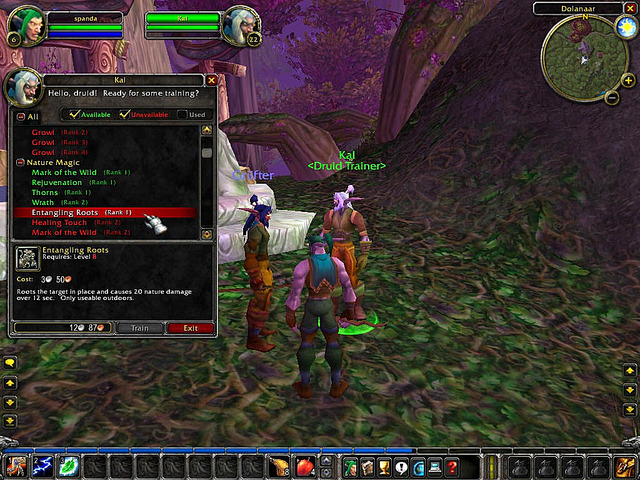 spanda
6
Kal
22
Dolanaar
N
Kal
Hello, druid! Ready for some training?
All
Available Unavailable Used
Growl (Rank 2)
Growl (Rank 3)
Growl (Rank 4)
Nature Magic
Mark of the Wild (Rank 1)
Rejuvenation (Rank 1)
Thorns (Rank 1)
Wrath (Rank 2)
Entangling Roots (Rank 1)
Healing Touch (Rank 2)
Mark of the Wild (Rank 2)
Entangling Roots
Requires: Level 8
Cost: 3 50
Roots the target in place and causes 20 nature damage
over 12 sec. Only useable outdoors.
12 87 Train Exit
Kal
<Druid Trainer>